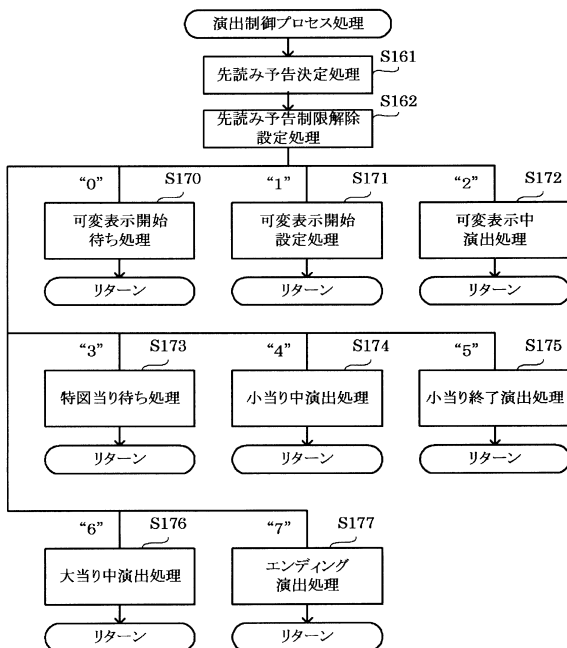 演出制御プロセス処理
S161
先読み予告決定処理
S162
先読み予告制限解除
設定処理
“0”
S170
“1”
S171
“2”
S172
可変表示開始
待ち処理
可変表示開始
設定処理
可変表示中
演出処理
リターン
リターン
リターン
“3”
S173
“4”
S174
“5”
S175
特図当り待ち処理
小当り中演出処理
小当り終了演出処理
リターン
リターン
リターン
“6”
S176
“7”
S177
大当り中演出処理
エンディング
演出処理
リターン
リターン